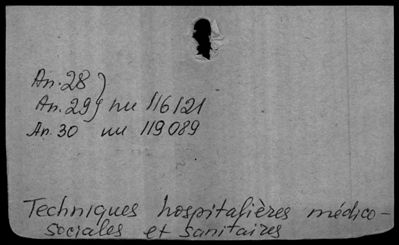 An. 28 )
An. 29 ) nu 116121
An. 30 nu 119089
Techniques hospitalières médico-
sociales et sanitaires